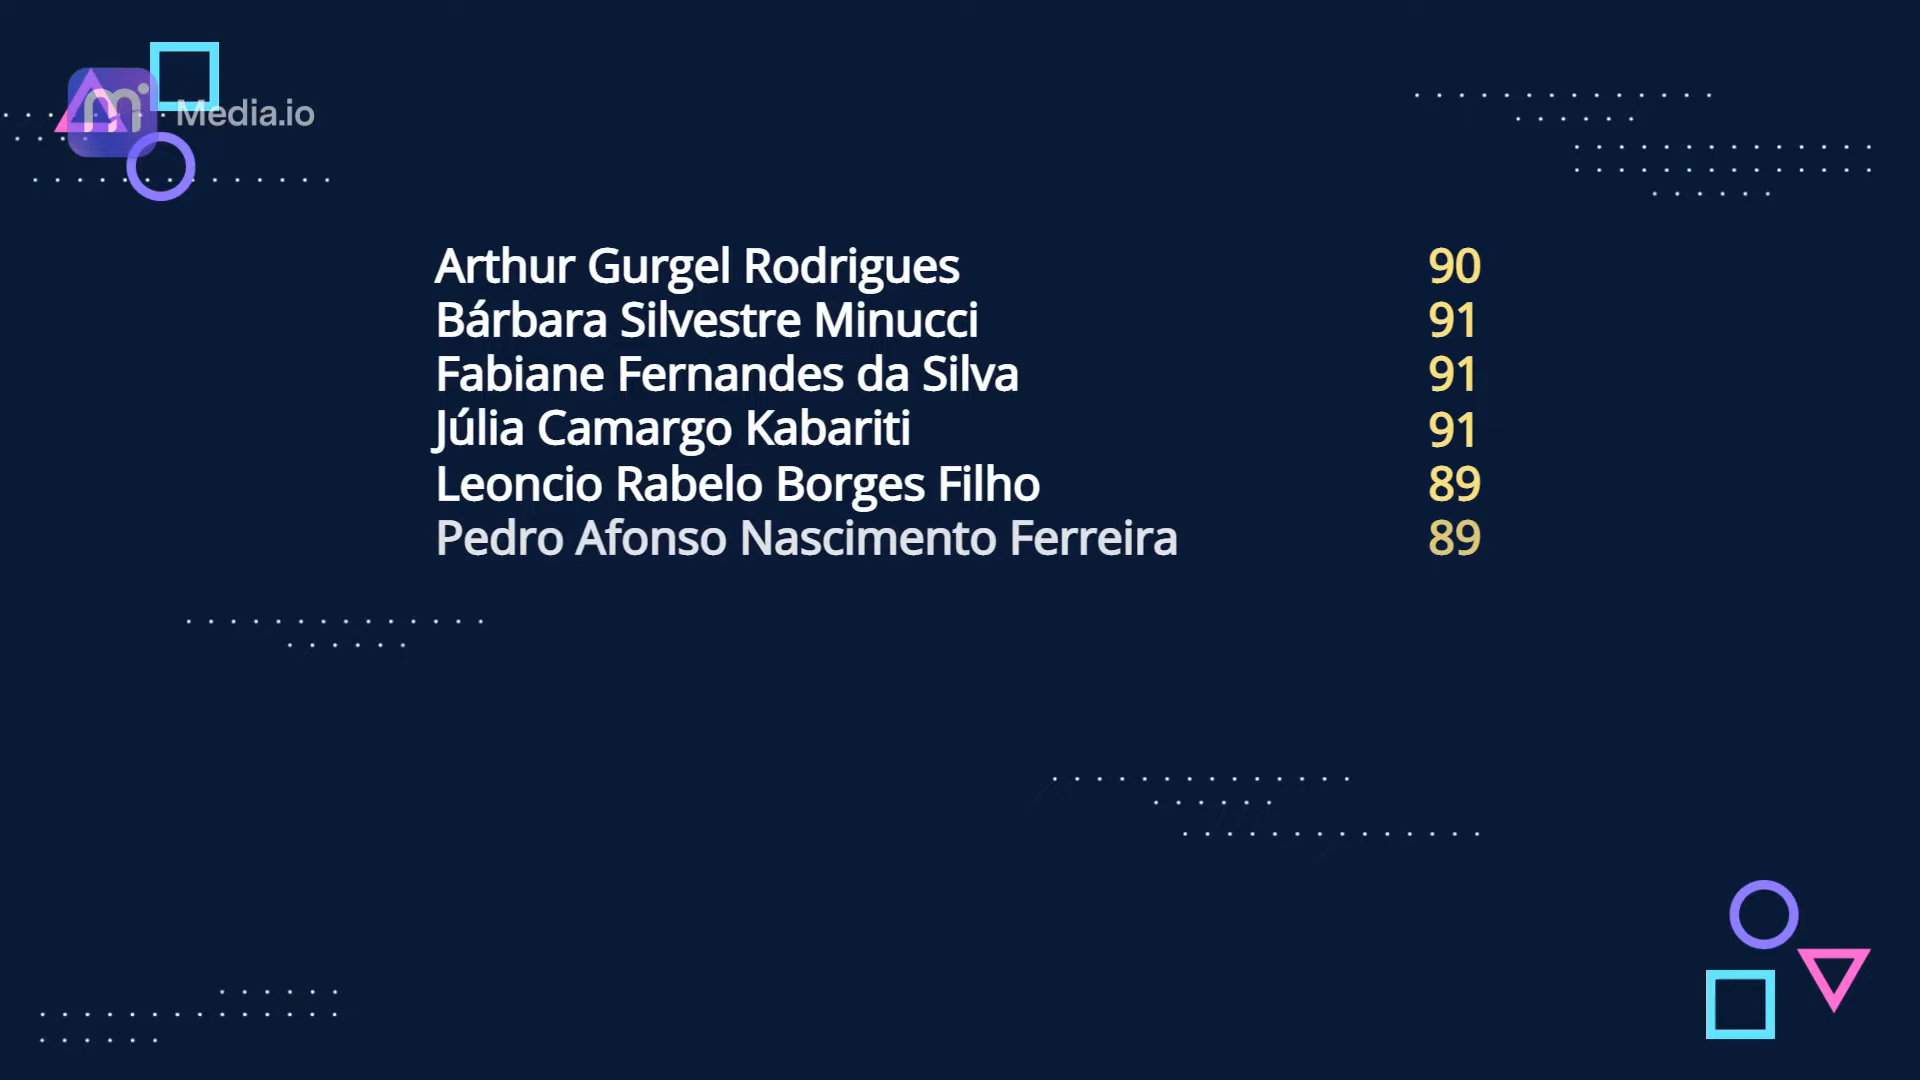 Media.io
Arthur Gurgel Rodrigues 90
Bárbara Silvestre Minucci 91
Fabiane Fernandes da Silva 91
Júlia Camargo Kabariti 91
Leoncio Rabelo Borges Filho 89
Pedro Afonso Nascimento Ferreira 89